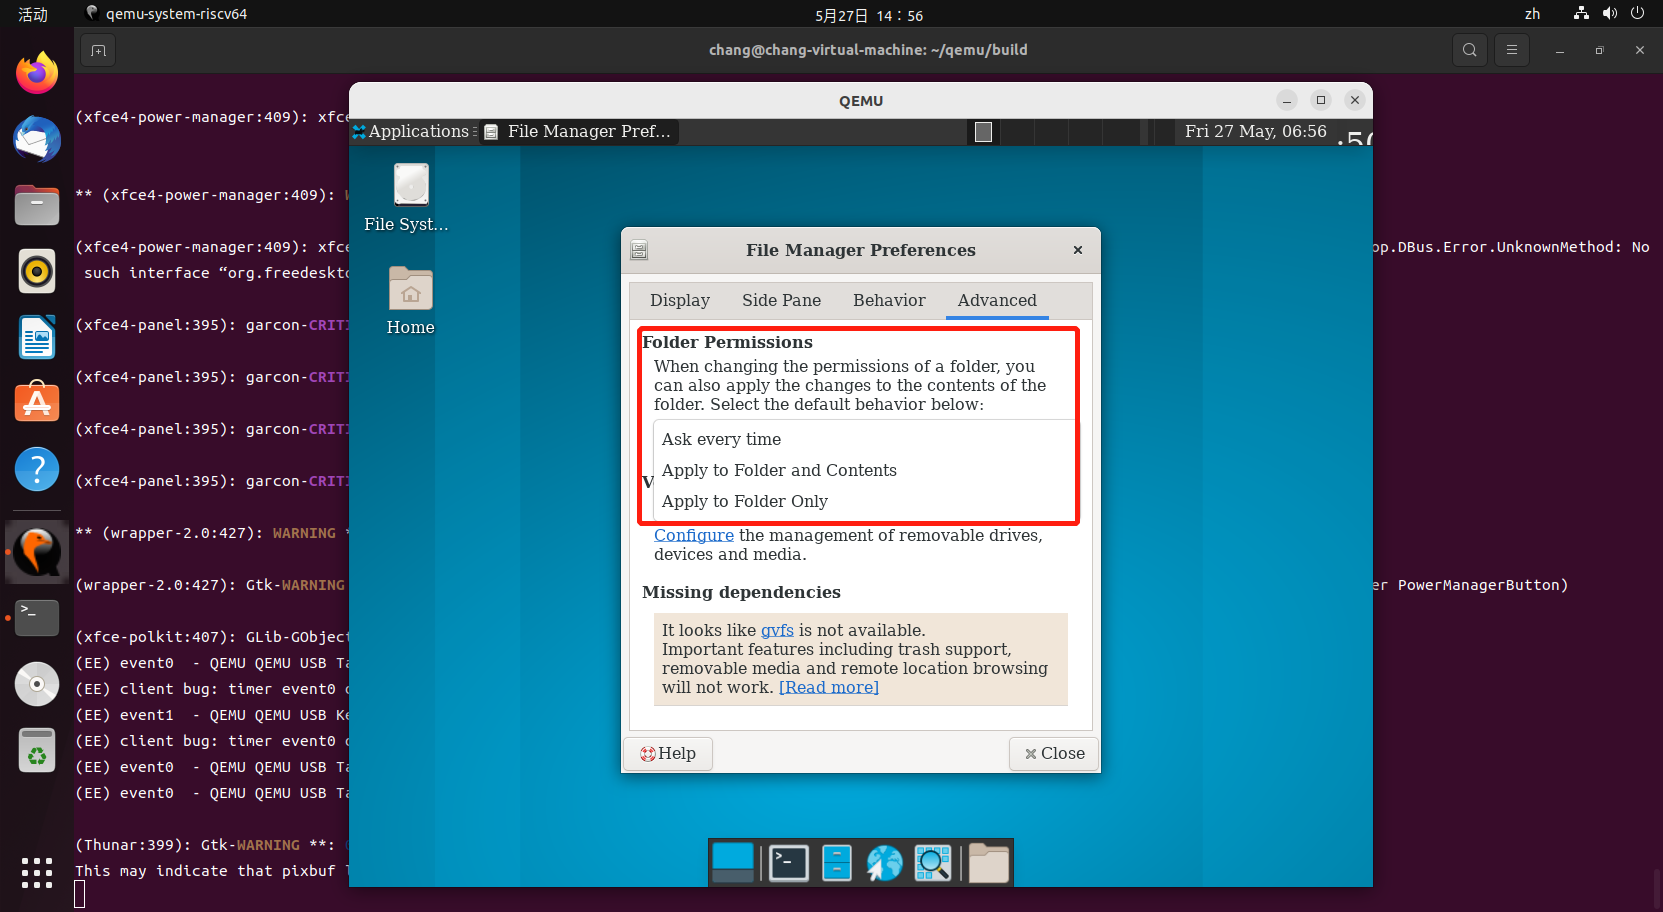 活动
qemu-system-riscv64
5月27日 14：56
zh
chang@chang-virtual-machine: ~/qemu/build
QEMU
Applications
File Manager Pref...
Fri 27 May, 06:56
File Syst...
Home
File Manager Preferences
Display
Side Pane
Behavior
Advanced
Folder Permissions
When changing the permissions of a folder, you
can also apply the changes to the contents of the
folder. Select the default behavior below:
Ask every time
Apply to Folder and Contents
V
Apply to Folder Only
Configure the management of removable drives,
devices and media.
Missing dependencies
It looks like gvfs is not available.
Important features including trash support,
removable media and remote location browsing
will not work. [Read more]
Help
Close
(xfce4-power-manager:409): xfce
** (xfce4-power-manager:409):
(xfce4-power-manager:409): xfce
op.DBus.Error.UnknownMethod: No
such interface “org.freedeskto
(xfce4-panel:395): garcon-CRITI
(xfce4-panel:395): garcon-CRITI
(xfce4-panel:395): garcon-CRITI
(xfce4-panel:395): garcon-CRITI
** (wrapper-2.0:427): WARNING *
(wrapper-2.0:427): Gtk-WARNING
er PowerManagerButton)
(xfce-polkit:407): GLib-GObject
(EE) event0  - QEMU QEMU USB Ta
(EE) client bug: timer event0 
(EE) event1  - QEMU QEMU USB Ke
(EE) client bug: timer event0 
(EE) event0  - QEMU QEMU USB Ta
(EE) event0  - QEMU QEMU USB Ta
(Thunar:399): Gtk-WARNING **:
This may indicate that pixbuf l